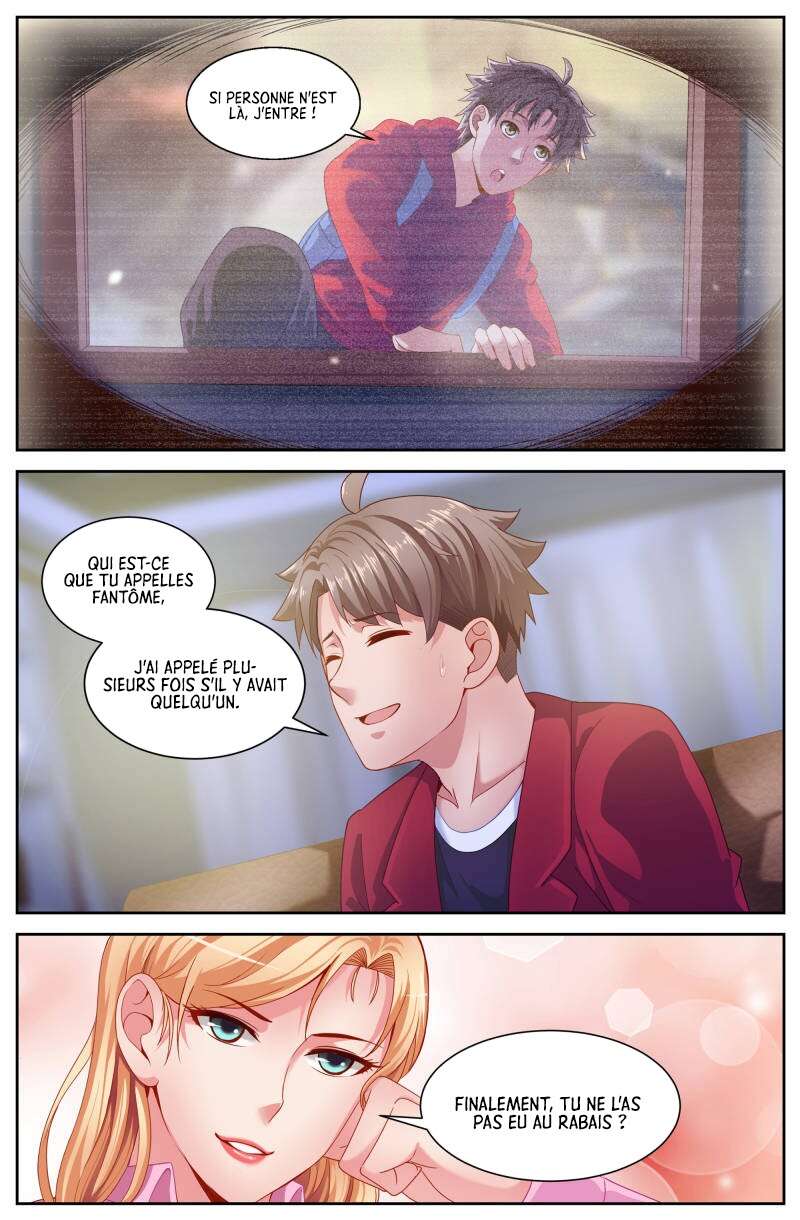 SI PERSONNE N'EST
LÀ, J'ENTRE !
QUI EST-CE
QUE TU APPELLES
FANTÔME,
J'AI APPELÉ PLU-
SIEURS FOIS S'IL Y AVAIT
QUELQU'UN.
FINALEMENT, TU NE L'AS
PAS EU AU RABAIS ?